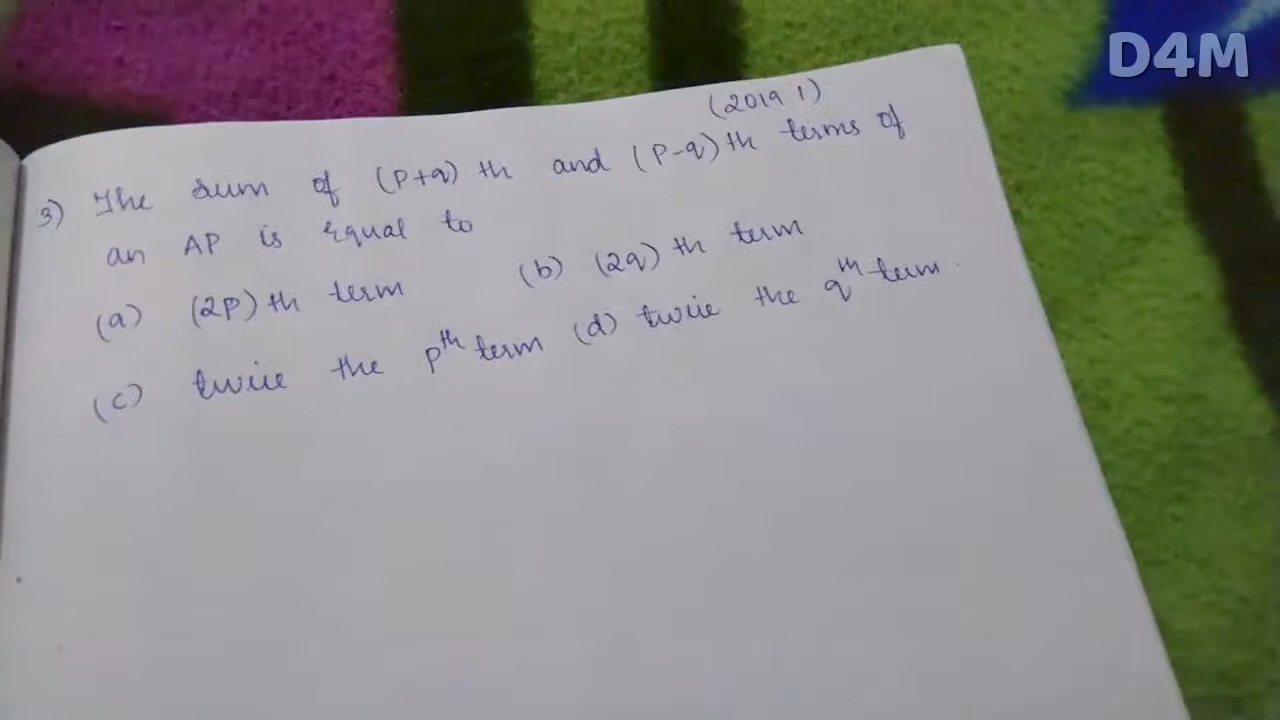 D4M
(2019 1)
3) The sum of (P+q) th and (P-q) th terms of
an AP is equal to
(a) (2P) th term (b) (2q) th term
(c) twice the pth term (d) twice the qth term.